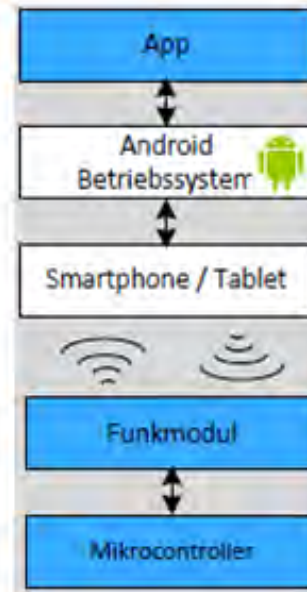 App
Android
Betriebssystem
Smartphone / Tablet
Funkmodul
Mikrocontroller